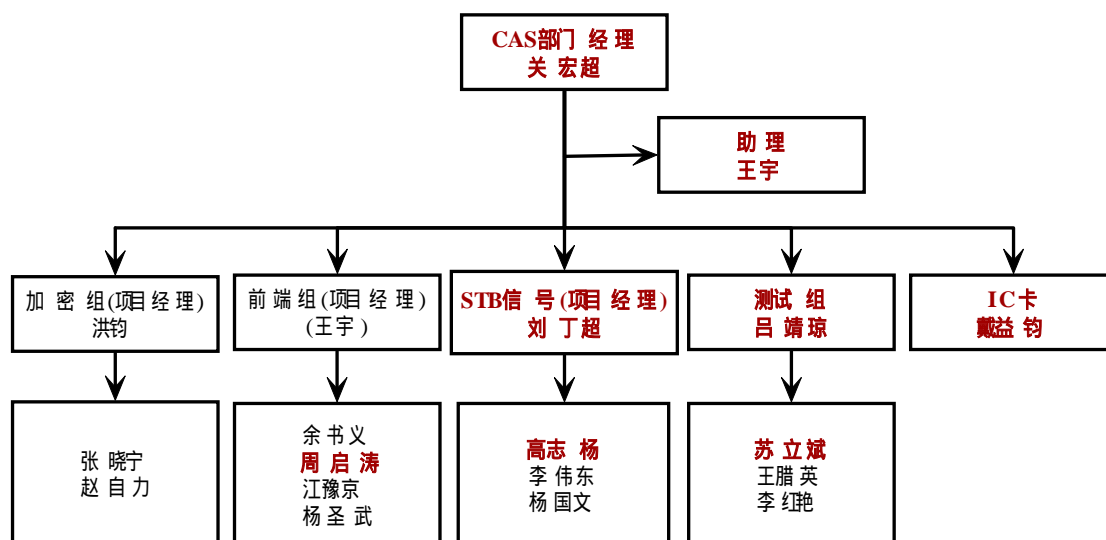 CAS部门 经理
关宏超
助理
王宇
加密组(项目经理)
洪钧
前端组(项目经理)
(王宇)
STB信号(项目经理)
刘丁超
测试组
吕靖琼
IC卡
戴益钧
张晓宁
赵自力
余书义
周启涛
江豫京
杨圣武
高志杨
李伟东
杨国文
苏立斌
王腊英
李红艳